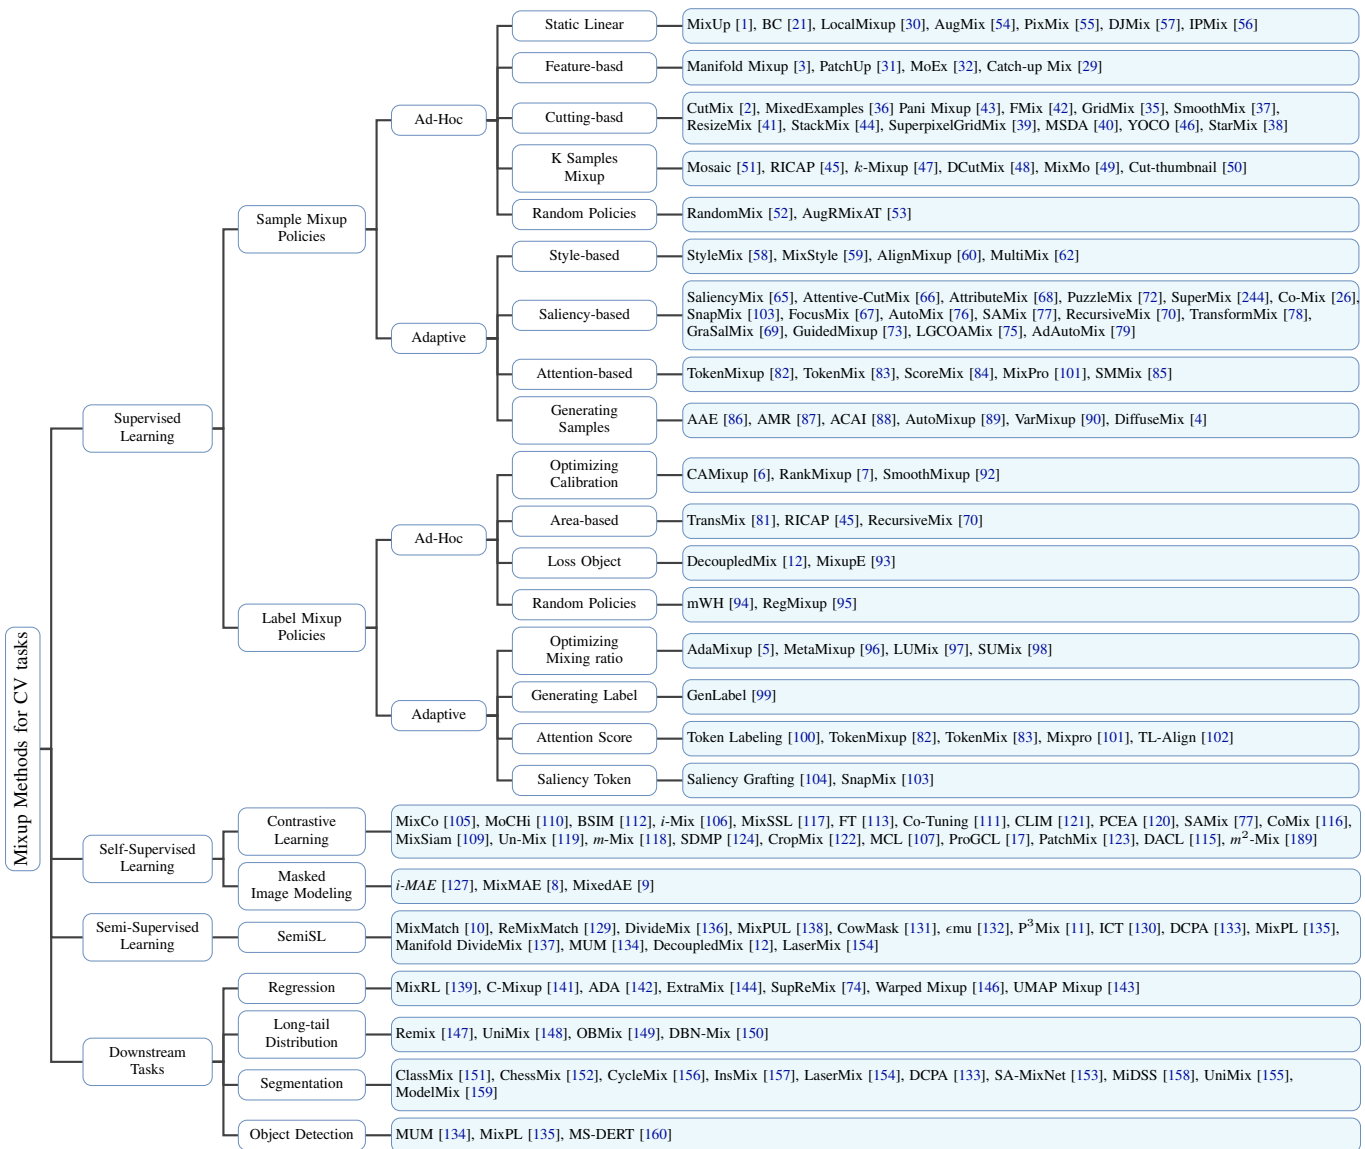 Mixup Methods for CV tasks
Supervised
Learning
Sample Mixup
Policies
Ad-Hoc
Static Linear
MixUp [1], BC [21], LocalMixup [30], AugMix [54], PixMix [55], DJMix [57], IPMix [56]
Feature-basd
Manifold Mixup [3], PatchUp [31], MoEx [32], Catch-up Mix [29]
Cutting-basd
CutMix [2], MixedExamples [36] Pani Mixup [43], FMix [42], GridMix [35], SmoothMix [37],
ResizeMix [41], StackMix [44], SuperpixelGridMix [39], MSDA [40], YOCO [46], StarMix [38]
K Samples
Mixup
Mosaic [51], RICAP [45], k-Mixup [47], DCutMix [48], MixMo [49], Cut-thumbnail [50]
Random Policies
RandomMix [52], AugRMixAT [53]
Adaptive
Style-based
StyleMix [58], MixStyle [59], AlignMixup [60], MultiMix [62]
Saliency-based
SaliencyMix [65], Attentive-CutMix [66], AttributeMix [68], PuzzleMix [72], SuperMix [244], Co-Mix [26],
SnapMix [103], FocusMix [67], AutoMix [76], SAMix [77], RecursiveMix [70], TransformMix [78],
GraSalMix [69], GuidedMixup [73], LGCOAMix [75], AdAutoMix [79]
Attention-based
TokenMixup [82], TokenMix [83], ScoreMix [84], MixPro [101], SMMix [85]
Generating
Samples
AAE [86], AMR [87], ACAI [88], AutoMixup [89], VarMixup [90], DiffuseMix [4]
Label Mixup
Policies
Ad-Hoc
Optimizing
Calibration
CAMixup [6], RankMixup [7], SmoothMixup [92]
Area-based
TransMix [81], RICAP [45], RecursiveMix [70]
Loss Object
DecoupledMix [12], MixupE [93]
Random Policies
mWH [94], RegMixup [95]
Adaptive
Optimizing
Mixing ratio
AdaMixup [5], MetaMixup [96], LUMix [97], SUMix [98]
Generating Label
GenLabel [99]
Attention Score
Token Labeling [100], TokenMixup [82], TokenMix [83], Mixpro [101], TL-Align [102]
Saliency Token
Saliency Grafting [104], SnapMix [103]
Self-Supervised
Learning
Contrastive
Learning
MixCo [105], MoCHi [110], BSIM [112], i-Mix [106], MixSSL [117], FT [113], Co-Tuning [111], CLIM [121], PCEA [120], SAMix [77], CoMix [116],
MixSiam [109], Un-Mix [119], m-Mix [118], SDMP [124], CropMix [122], MCL [107], ProGCL [17], PatchMix [123], DACL [115], m²-Mix [189]
Masked
Image Modeling
i-MAE [127], MixMAE [8], MixedAE [9]
Semi-Supervised
Learning
SemiSL
MixMatch [10], ReMixMatch [129], DivideMix [136], MixPUL [138], CowMask [131], ϵmu [132], P³Mix [11], ICT [130], DCPA [133], MixPL [135],
Manifold DivideMix [137], MUM [134], DecoupledMix [12], LaserMix [154]
Downstream
Tasks
Regression
MixRL [139], C-Mixup [141], ADA [142], ExtraMix [144], SupReMix [74], Warped Mixup [146], UMAP Mixup [143]
Long-tail
Distribution
Remix [147], UniMix [148], OBMix [149], DBN-Mix [150]
Segmentation
ClassMix [151], ChessMix [152], CycleMix [156], InsMix [157], LaserMix [154], DCPA [133], SA-MixNet [153], MiDSS [158], UniMix [155],
ModelMix [159]
Object Detection
MUM [134], MixPL [135], MS-DERT [160]